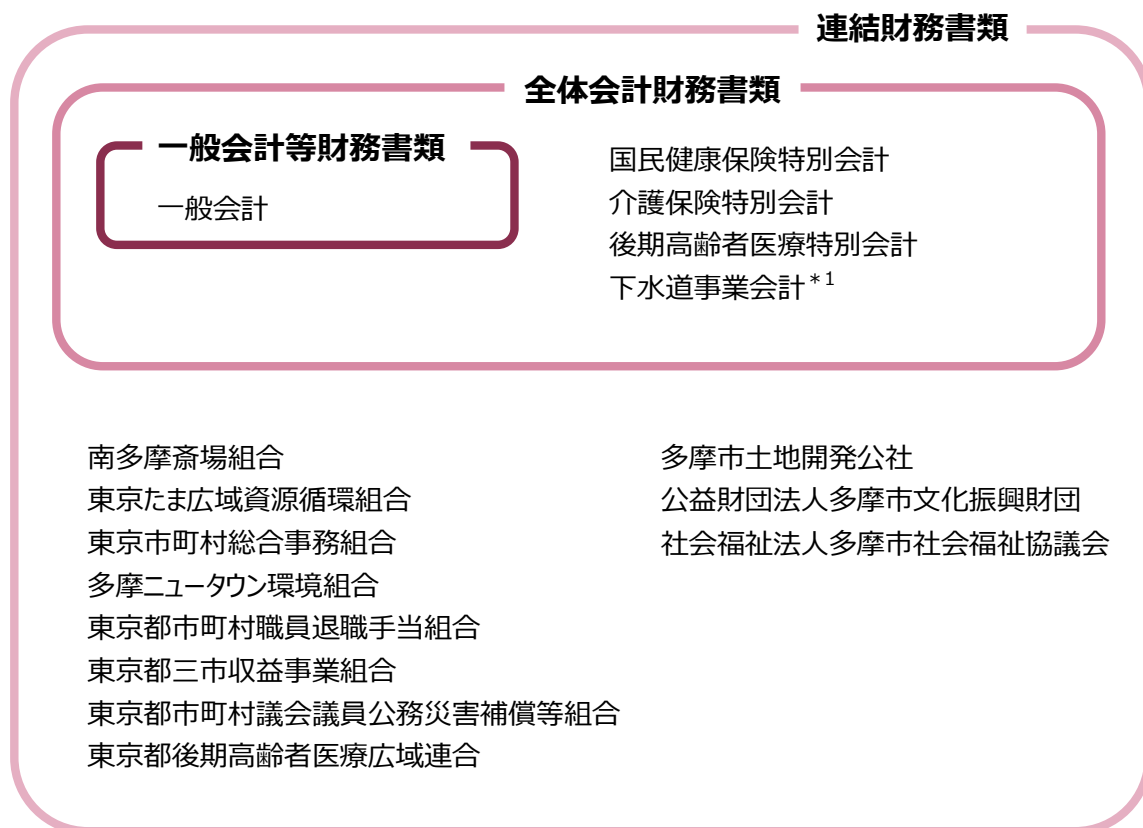 連結財務書類
全体会計財務書類
一般会計等財務書類
一般会計
国民健康保険特別会計
介護保険特別会計
後期高齢者医療特別会計
下水道事業会計*1
南多摩斎場組合
東京たま広域資源循環組合
東京市町村総合事務組合
多摩ニュータウン環境組合
東京都市町村職員退職手当組合
東京都三市収益事業組合
東京都市町村議会議員公務災害補償等組合
東京都後期高齢者医療広域連合
多摩市土地開発公社
公益財団法人多摩市文化振興財団
社会福祉法人多摩市社会福祉協議会